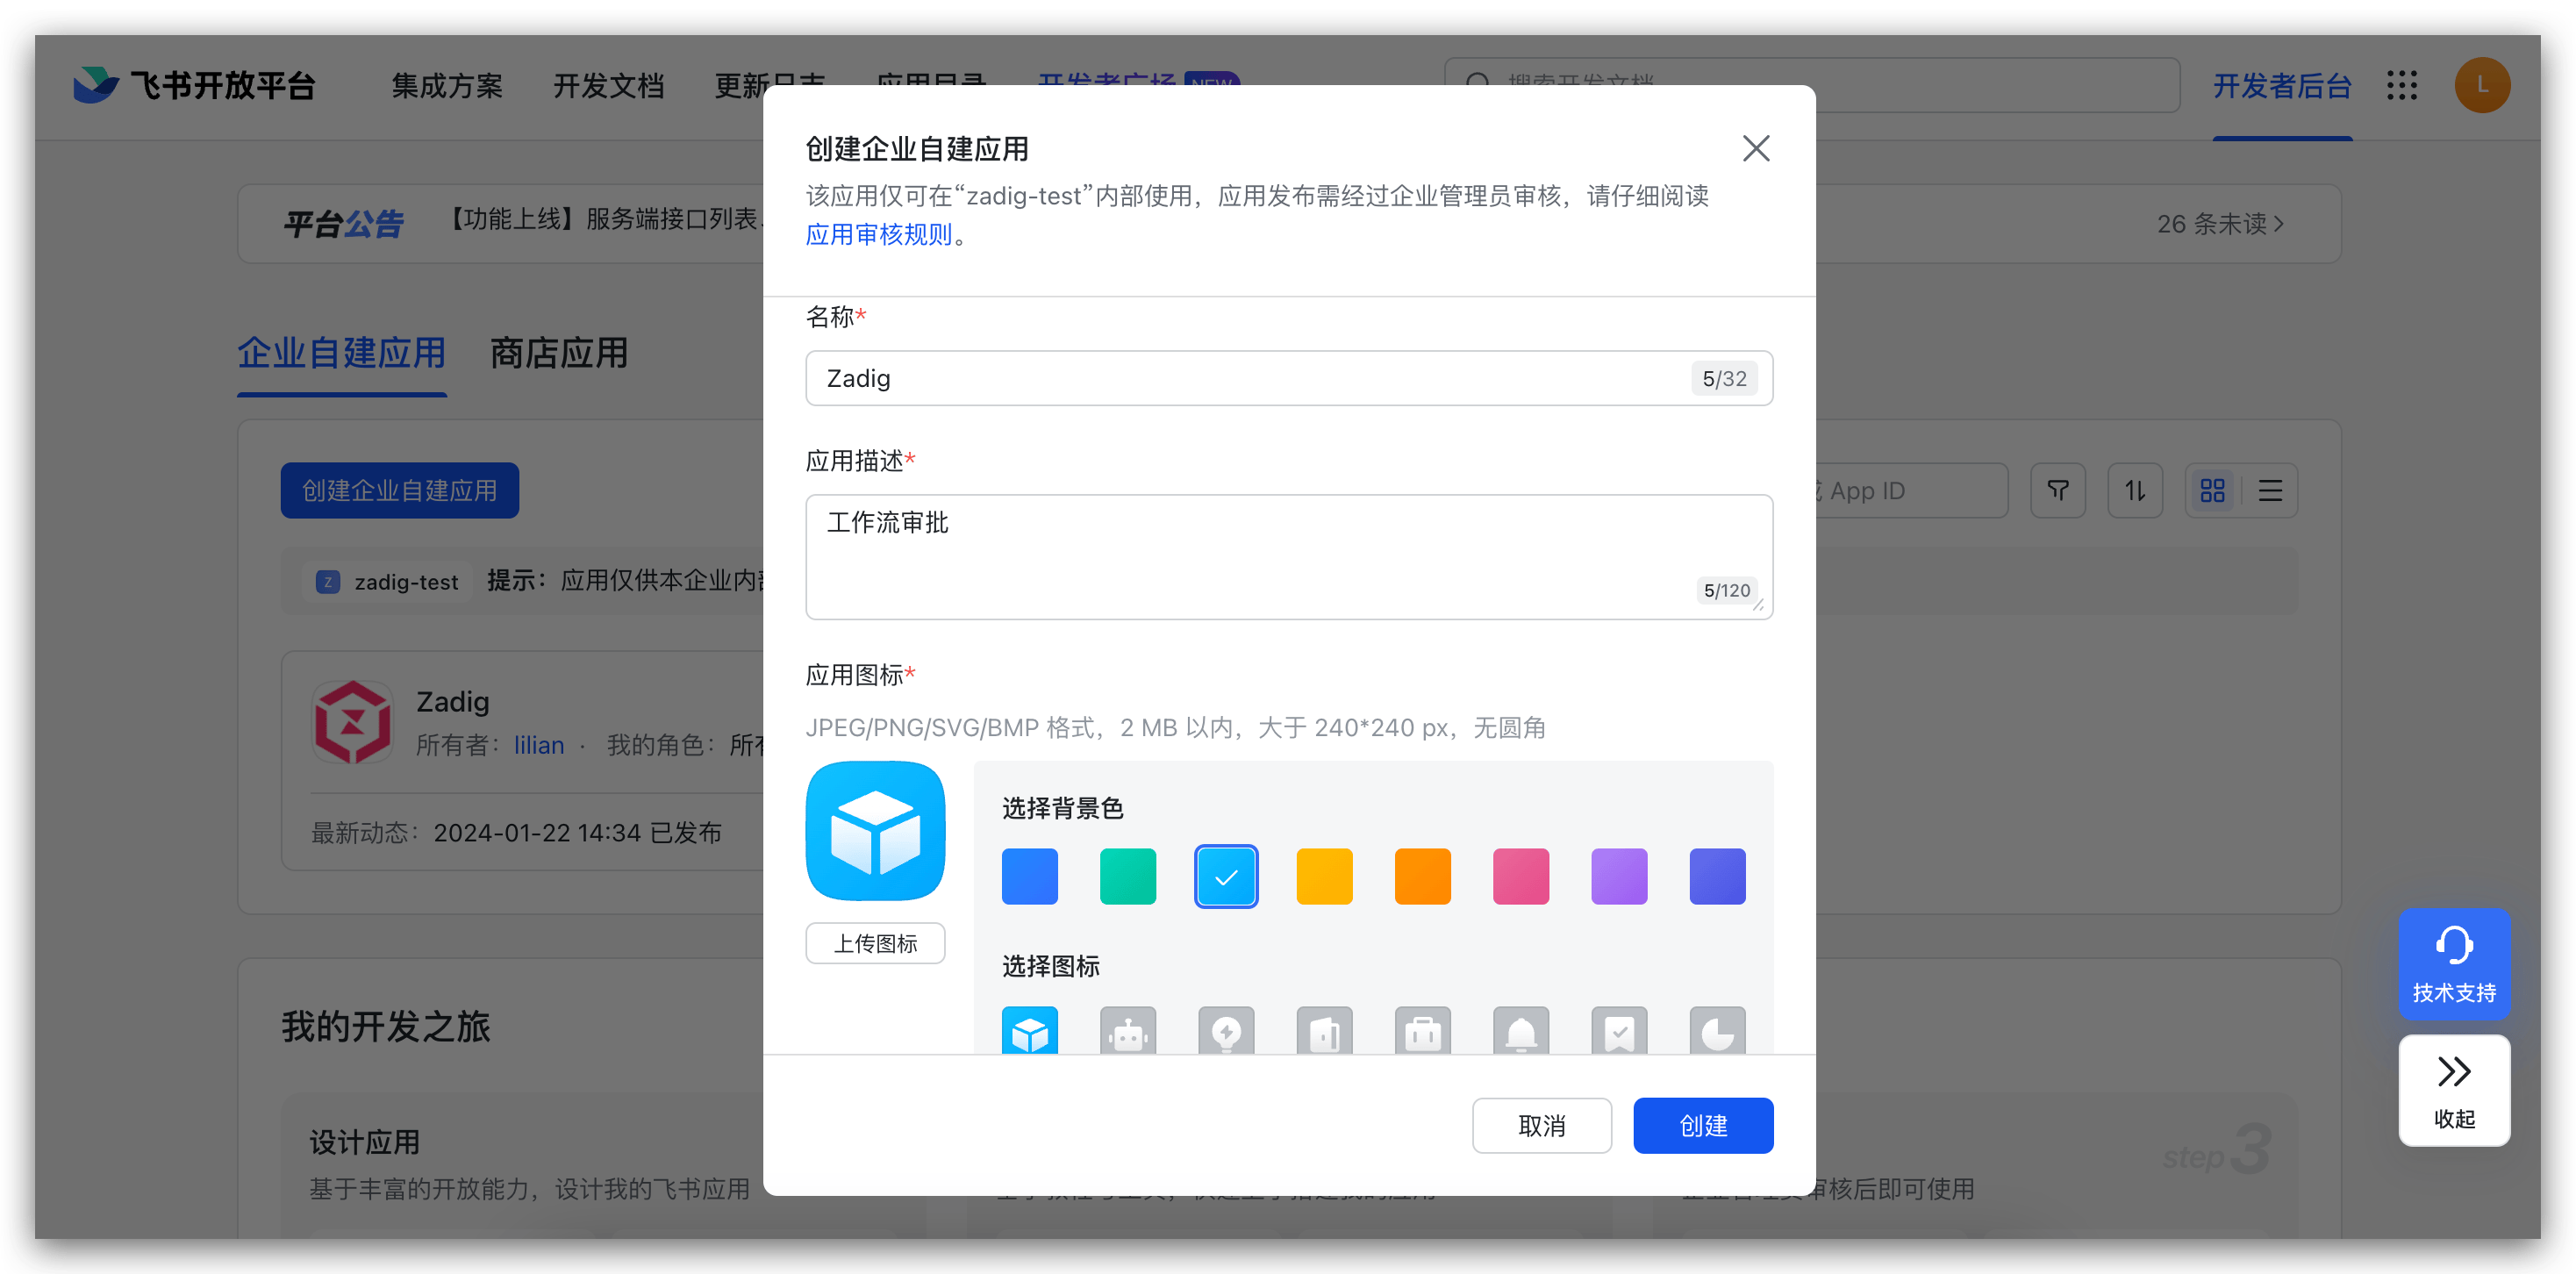 飞书开放平台
集成方案
开发文档
更新日志
应用目录
开发者广场 NEW
搜索开发文档
开发者后台
L
平台公告
【功能上线】服务端接口列表
26 条未读
企业自建应用
商店应用
创建企业自建应用
App ID
zadig-test
提示：应用仅供本企业内
Zadig
所有者：lilian · 我的角色：所
最新动态：2024-01-22 14:34 已发布
我的开发之旅
设计应用
基于丰富的开放能力，设计我的飞书应用
step 3
审核后即可使用
创建企业自建应用
该应用仅可在“zadig-test”内部使用，应用发布需经过企业管理员审核，请仔细阅读
应用审核规则。
名称*
Zadig
5/32
应用描述*
工作流审批
5/120
应用图标*
JPEG/PNG/SVG/BMP 格式，2 MB 以内，大于 240*240 px，无圆角
选择背景色
上传图标
选择图标
取消
创建
技术支持
收起